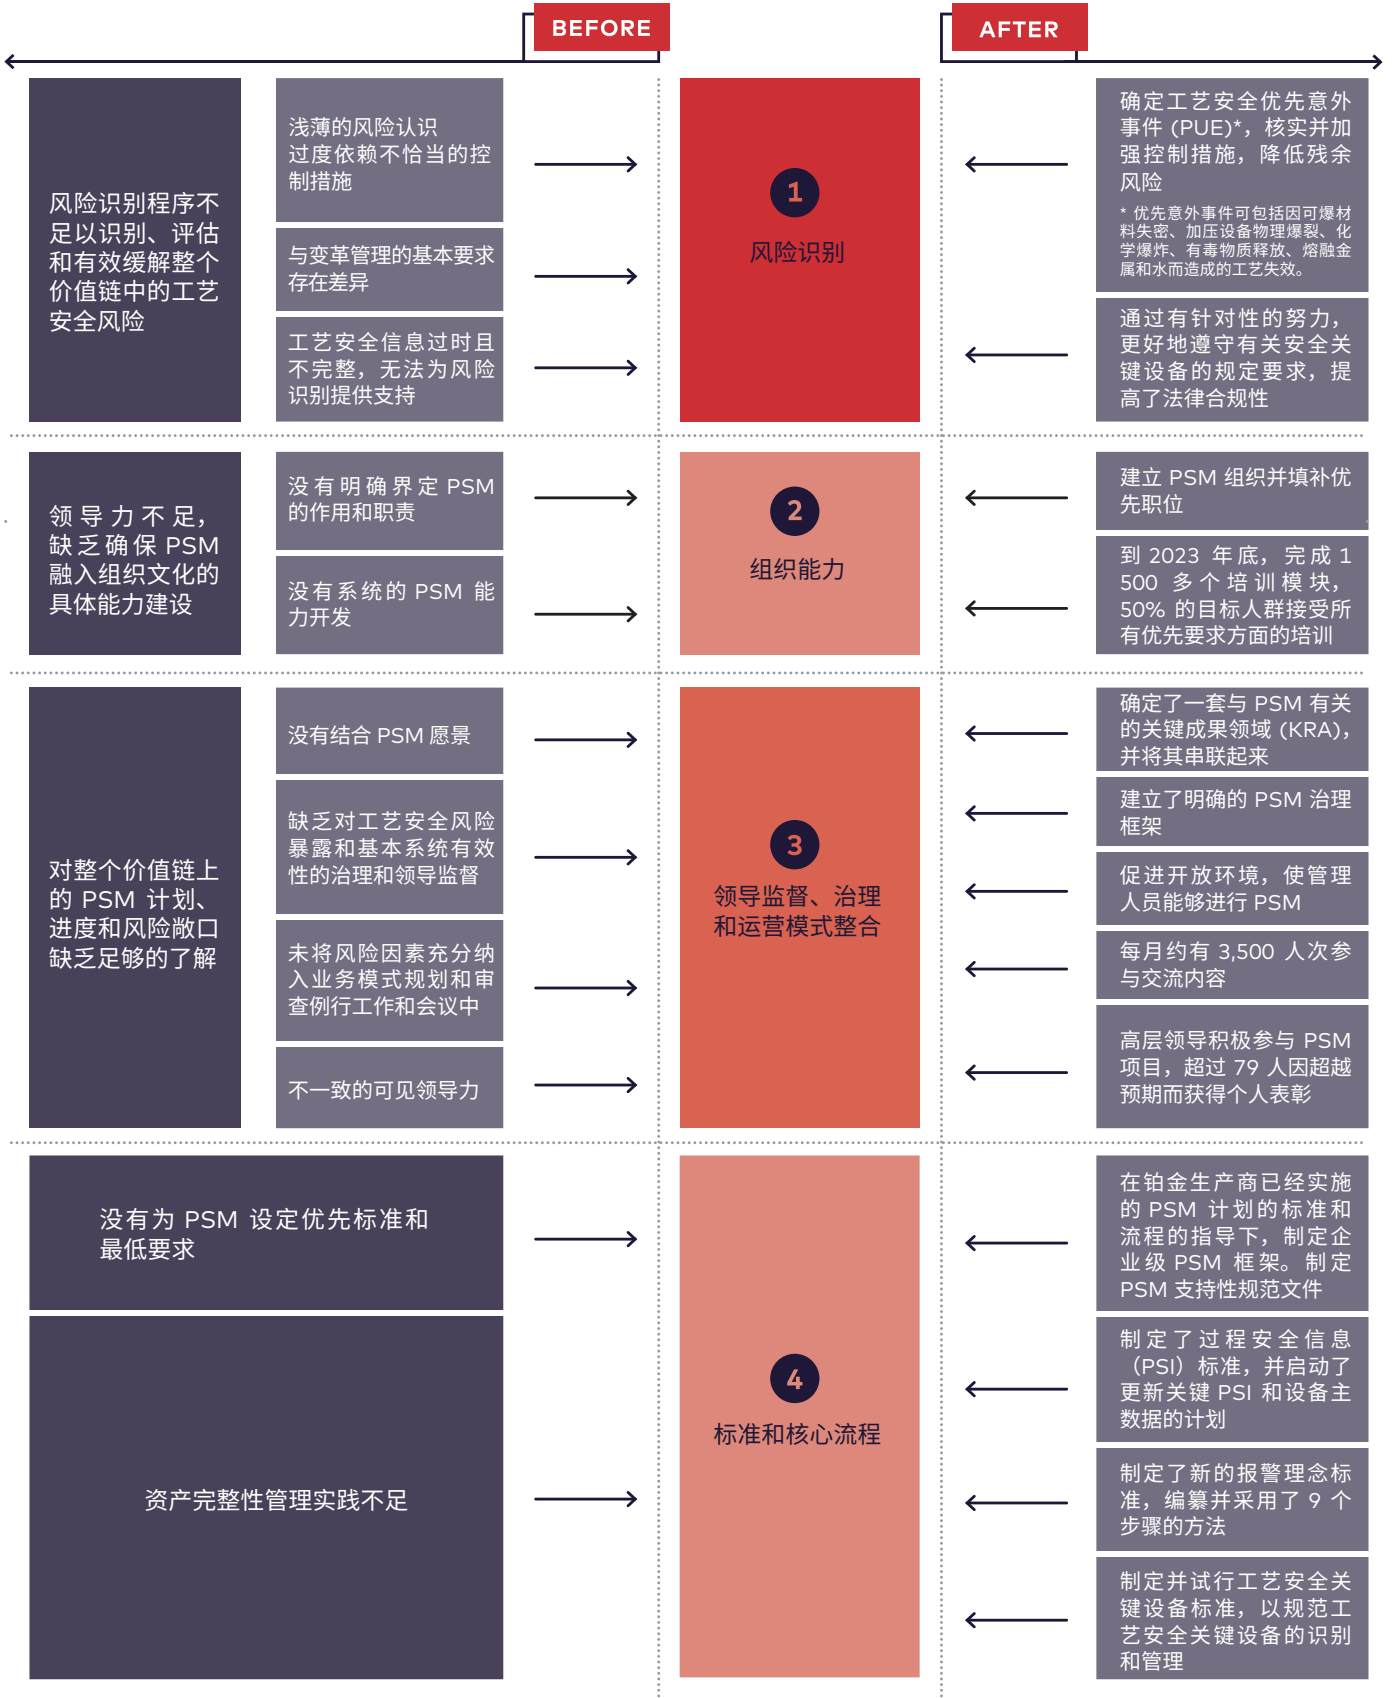 BEFORE
AFTER
风险识别程序不
足以识别、评估
和有效缓解整个
价值链中的工艺
安全风险
浅薄的风险认识
过度依赖不恰当的控
制措施
与变革管理的基本要求
存在差异
工艺安全信息过时且
不完整，无法为风险
识别提供支持
1
风险识别
确定工艺安全优先意外
事件 (PUE)*，核实并加
强控制措施，降低残余
风险
* 优先意外事件可包括因可爆材
料失密、加压设备物理爆裂、化
学爆炸、有毒物质释放、熔融金
属和水而造成的工艺失效。
通过有针对性的努力，
更好地遵守有关安全关
键设备的规定要求，提
高了法律合规性
领导力不足，
缺乏确保 PSM
融入组织文化的
具体能力建设
没有明确界定 PSM
的作用和职责
没有系统的 PSM 能
力开发
2
组织能力
建立 PSM 组织并填补优
先职位
到 2023 年底，完成 1
500 多个培训模块，
50% 的目标人群接受所
有优先要求方面的培训
对整个价值链上
的 PSM 计划、
进度和风险敞口
缺乏足够的了解
没有结合 PSM 愿景
缺乏对工艺安全风险
暴露和基本系统有效
性的治理和领导监督
未将风险因素充分纳
入业务模式规划和审
查例行工作和会议中
不一致的可见领导力
3
领导监督、治理
和运营模式整合
确定了一套与 PSM 有关
的关键成果领域 (KRA)，
并将其串联起来
建立了明确的 PSM 治理
框架
促进开放环境，使管理
人员能够进行 PSM
每月约有 3,500 人次参
与交流内容
高层领导积极参与 PSM
项目，超过 79 人因超越
预期而获得个人表彰
没有为 PSM 设定优先标准和
最低要求
资产完整性管理实践不足
4
标准和核心流程
在铂金生产商已经实施
的 PSM 计划的标准和
流程的指导下，制定企
业级 PSM 框架。制定
PSM 支持性规范文件
制定了过程安全信息
（PSI）标准，并启动了
更新关键 PSI 和设备主
数据的计划
制定了新的报警理念标
准，编纂并采用了 9 个
步骤的方法
制定并试行工艺安全关
键设备标准，以规范工
艺安全关键设备的识别
和管理